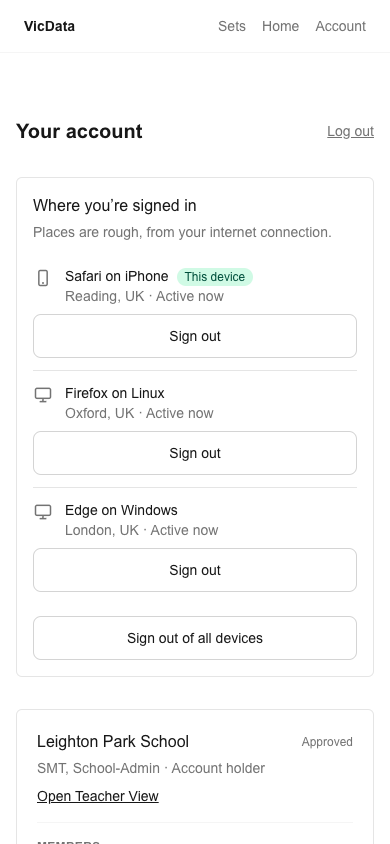 VicData
Sets Home Account
Your account
Log out
Where you're signed in
Places are rough, from your internet connection.
Safari on iPhone This device
Reading, UK · Active now
Sign out
Firefox on Linux
Oxford, UK · Active now
Sign out
Edge on Windows
London, UK · Active now
Sign out
Sign out of all devices
Leighton Park School
Approved
SMT, School-Admin · Account holder
Open Teacher View
MEMBERS